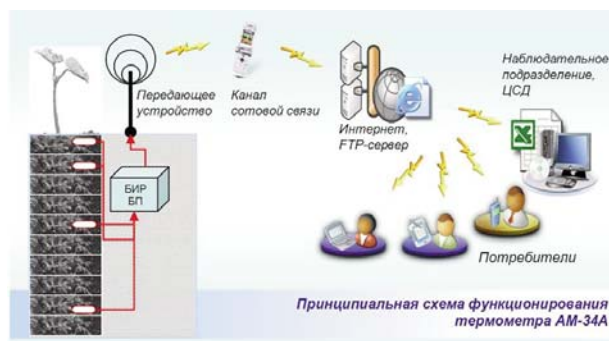 Передающее
устройство
Канал
сотовой связи
Интернет,
FTP-сервер
Наблюдательное
подразделение,
ЦСД
БИР
БП
Потребители
Принципиальная схема функционирования
термометра АМ-34А